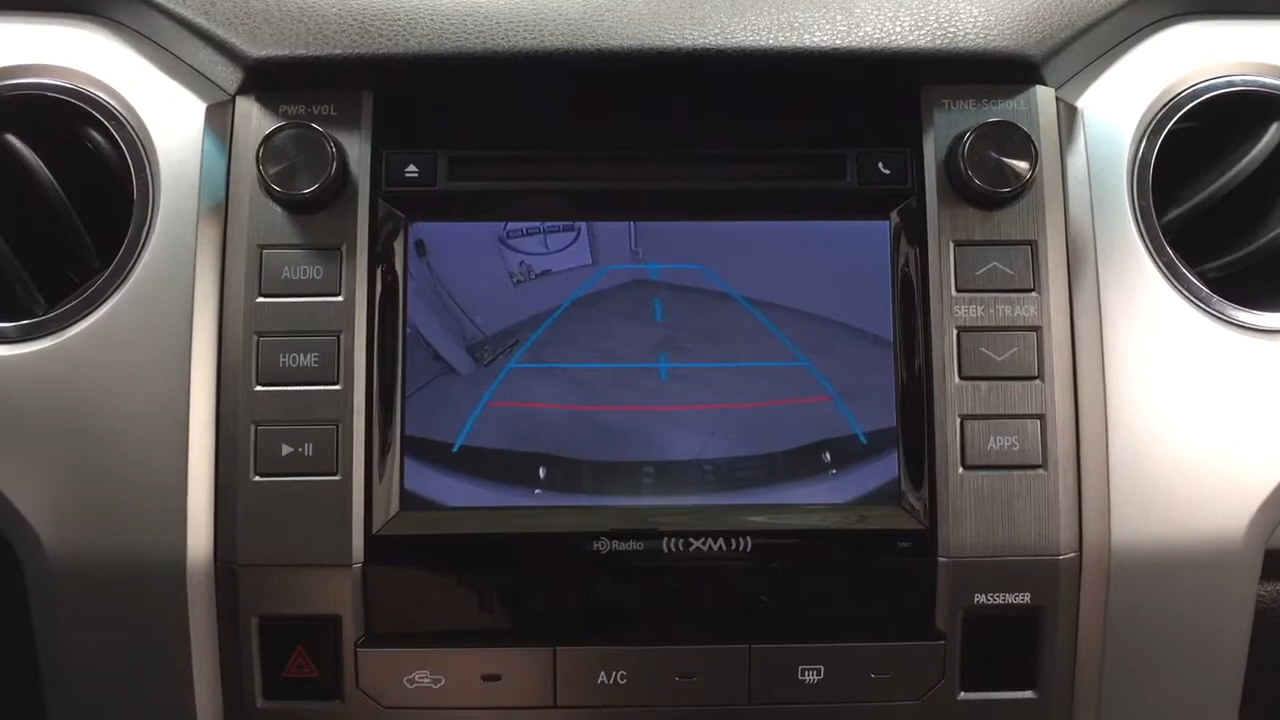 PWR·VOL
TUNE·SCROLL
AUDIO
HOME
SEEK - TRACK
APPS
HD Radio
(((XM)))
PASSENGER
A/C